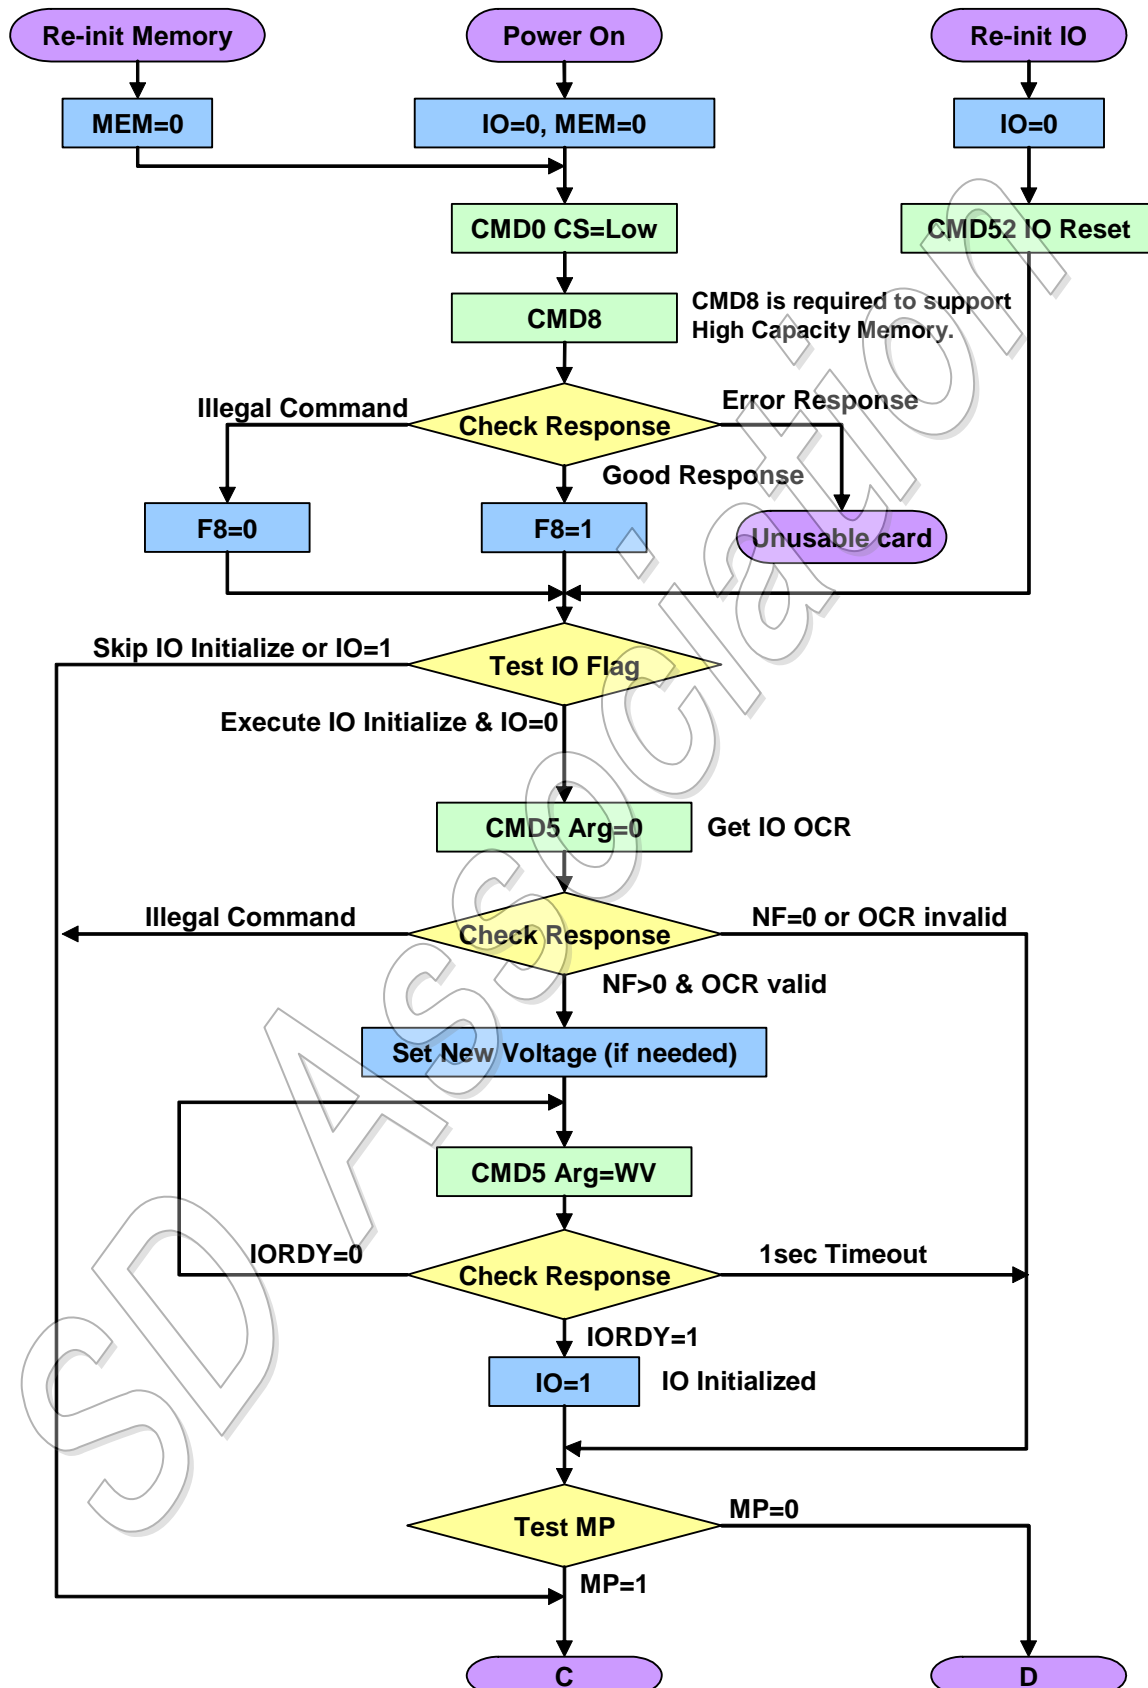 Re-init Memory
Power On
Re-init IO
MEM=0
IO=0, MEM=0
IO=0
CMD0 CS=Low
CMD52 IO Reset
CMD8
CMD8 is required to support
High Capacity Memory.
Illegal Command
Error Response
Check Response
Good Response
F8=0
F8=1
Unusable card
Skip IO Initialize or IO=1
Test IO Flag
Execute IO Initialize & IO=0
CMD5 Arg=0
Get IO OCR
Illegal Command
NF=0 or OCR invalid
Check Response
NF>0 & OCR valid
Set New Voltage (if needed)
CMD5 Arg=WV
IORDY=0
1sec Timeout
Check Response
IORDY=1
IO=1
IO Initialized
MP=0
Test MP
MP=1
C
D
SD Association